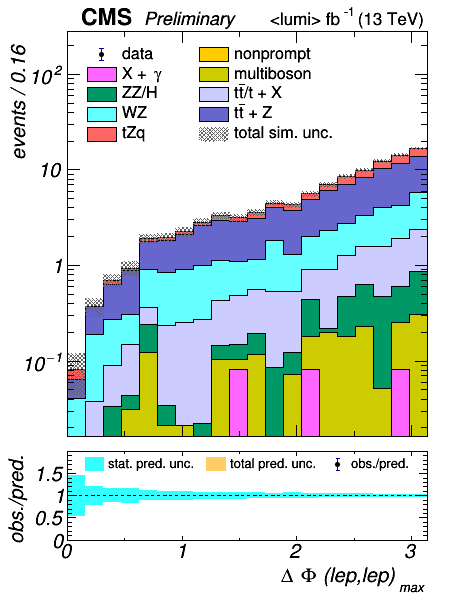 CMS Preliminary <lumi> fb⁻¹ (13 TeV)
events / 0.16
10²
10
1
10⁻¹
data
X + γ
ZZ/H
WZ
tZq
nonprompt
multiboson
tt̄/t + X
tt̄ + Z
total sim. unc.
obs./pred.
1.5
1
0.5
0
stat. pred. unc. total pred. unc. obs./pred.
0 1 2 3
Δ Φ (lep,lep)max